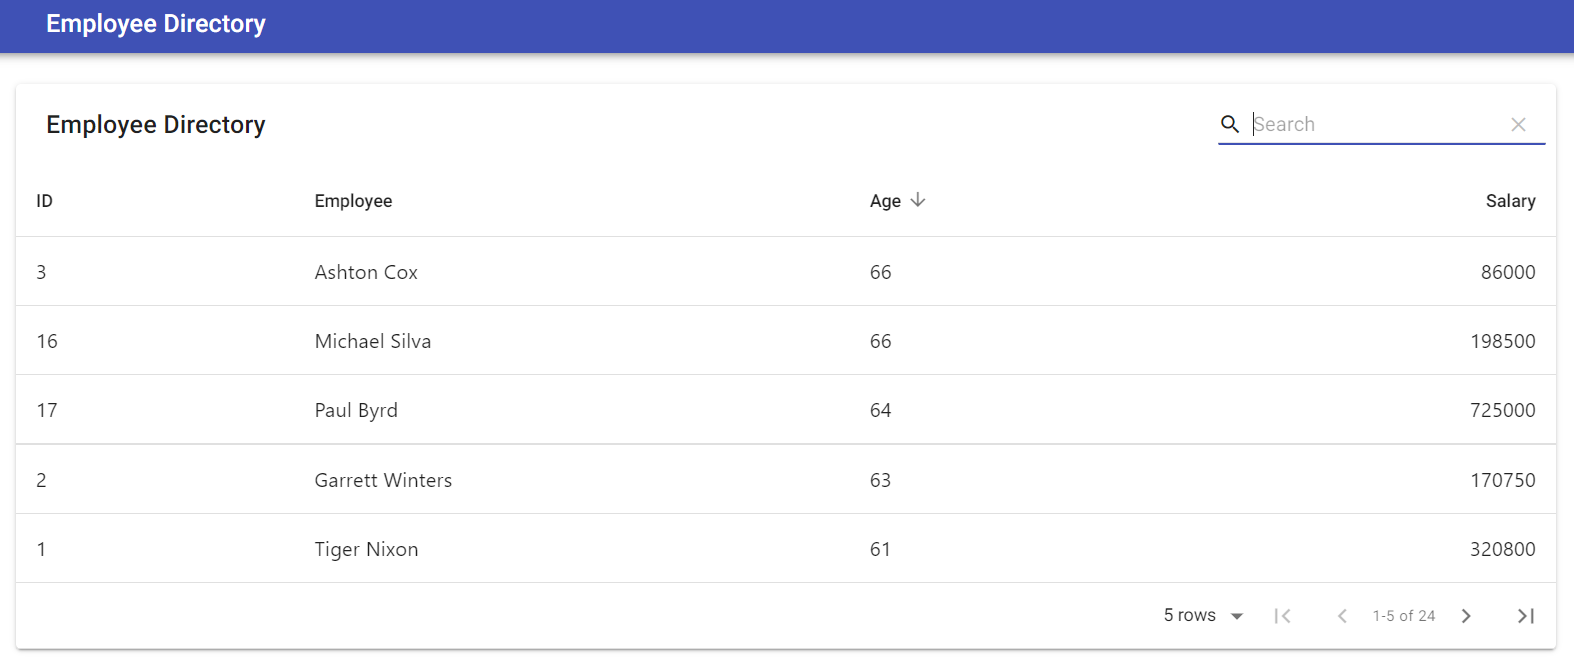 Employee Directory
Employee Directory
Search
ID Employee Age Salary
3 Ashton Cox 66 86000
16 Michael Silva 66 198500
17 Paul Byrd 64 725000
2 Garrett Winters 63 170750
1 Tiger Nixon 61 320800
5 rows 1-5 of 24